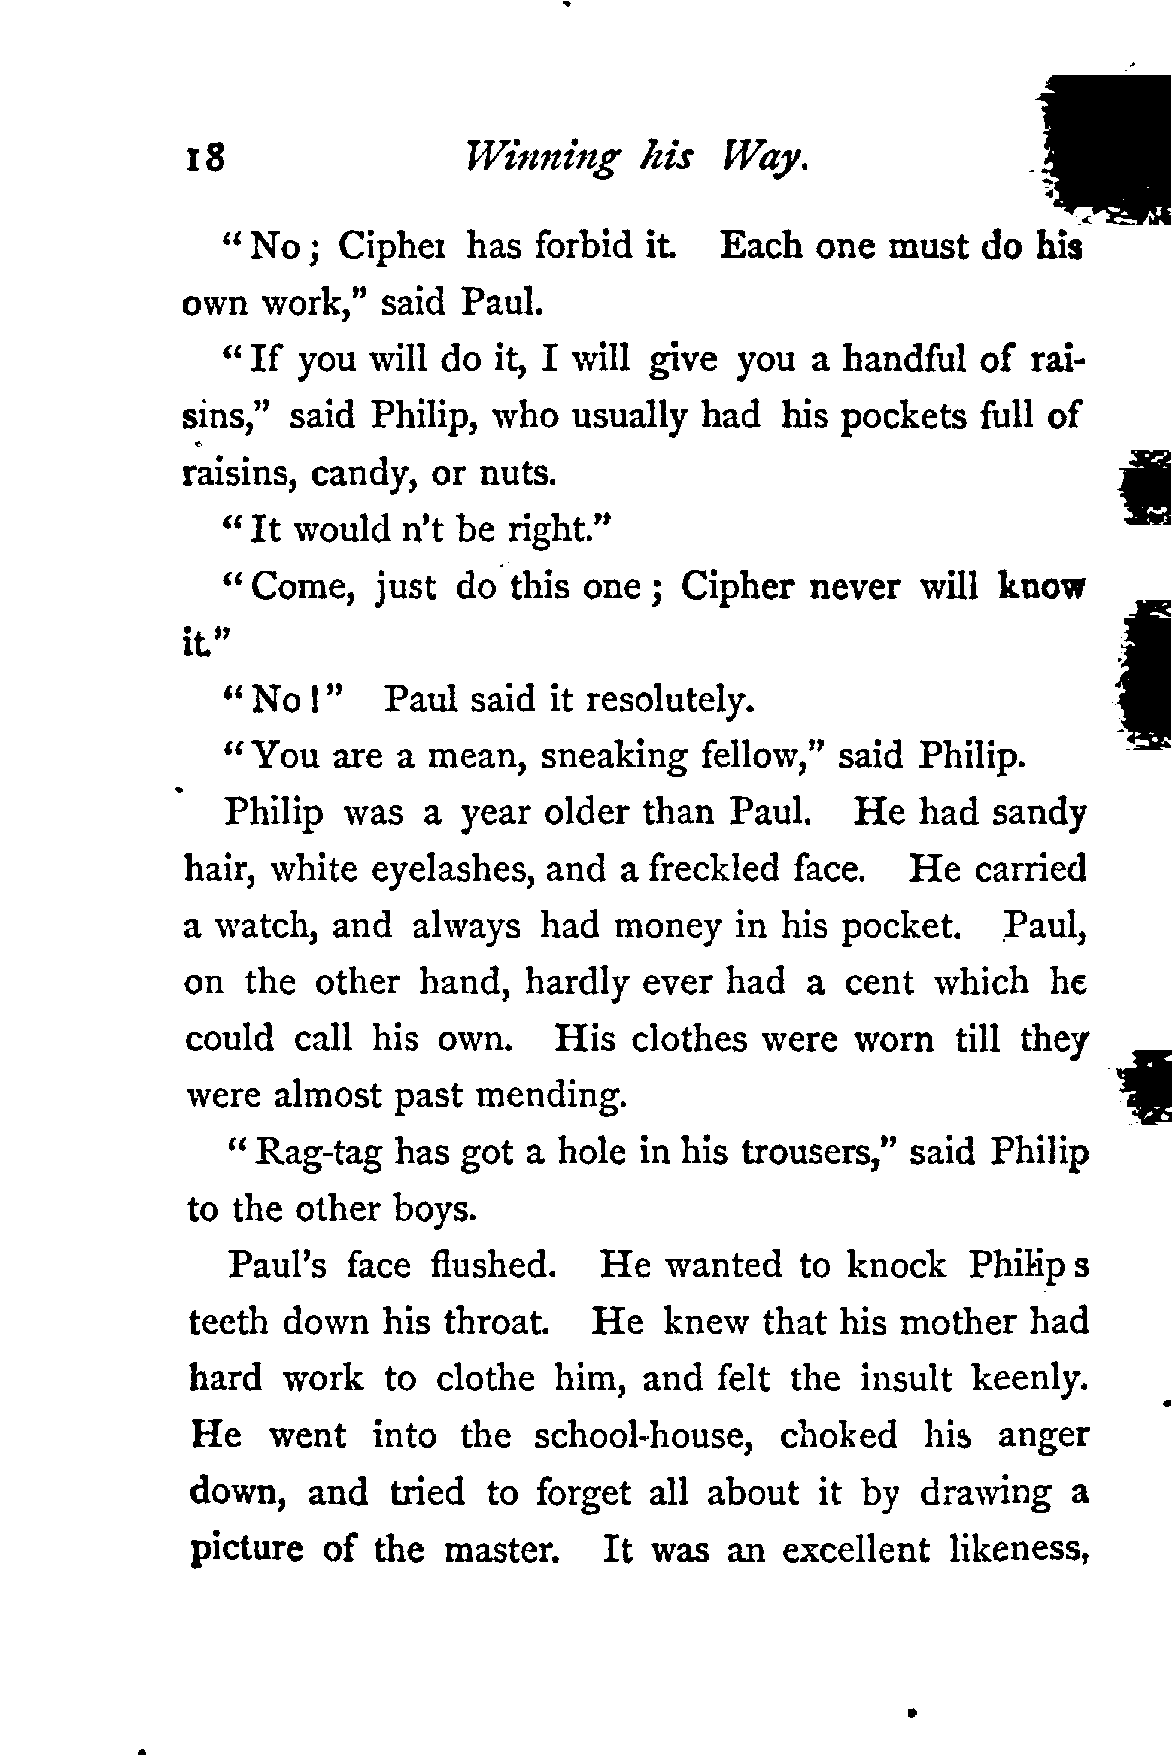 18 Winning his Way.
“ No ; Cipher has forbid it. Each one must do his
own work,” said Paul.
“ If you will do it, I will give you a handful of rai-
sins,” said Philip, who usually had his pockets full of
raisins, candy, or nuts.
“ It would n’t be right.”
“ Come, just do this one ; Cipher never will know
it.”
“ No ! ” Paul said it resolutely.
“ You are a mean, sneaking fellow,” said Philip.
Philip was a year older than Paul. He had sandy
hair, white eyelashes, and a freckled face. He carried
a watch, and always had money in his pocket. Paul,
on the other hand, hardly ever had a cent which he
could call his own. His clothes were worn till they
were almost past mending.
“ Rag-tag has got a hole in his trousers,” said Philip
to the other boys.
Paul’s face flushed. He wanted to knock Philip s
teeth down his throat. He knew that his mother had
hard work to clothe him, and felt the insult keenly.
He went into the school-house, choked his anger
down, and tried to forget all about it by drawing a
picture of the master. It was an excellent likeness,